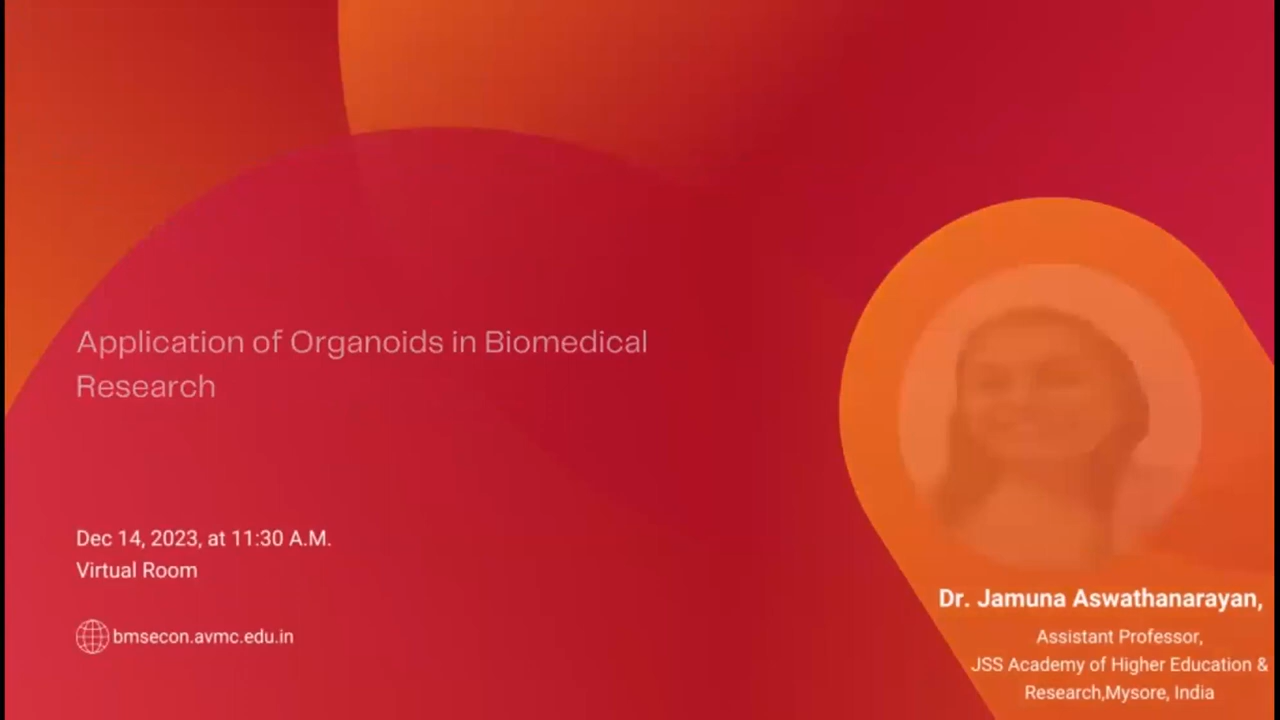 Application of Organoids in Biomedical
Research
Dec 14, 2023, at 11:30 A.M.
Virtual Room
bmsecon.avmc.edu.in
Dr. Jamuna Aswathanarayan,
Assistant Professor,
JSS Academy of Higher Education &
Research,Mysore, India